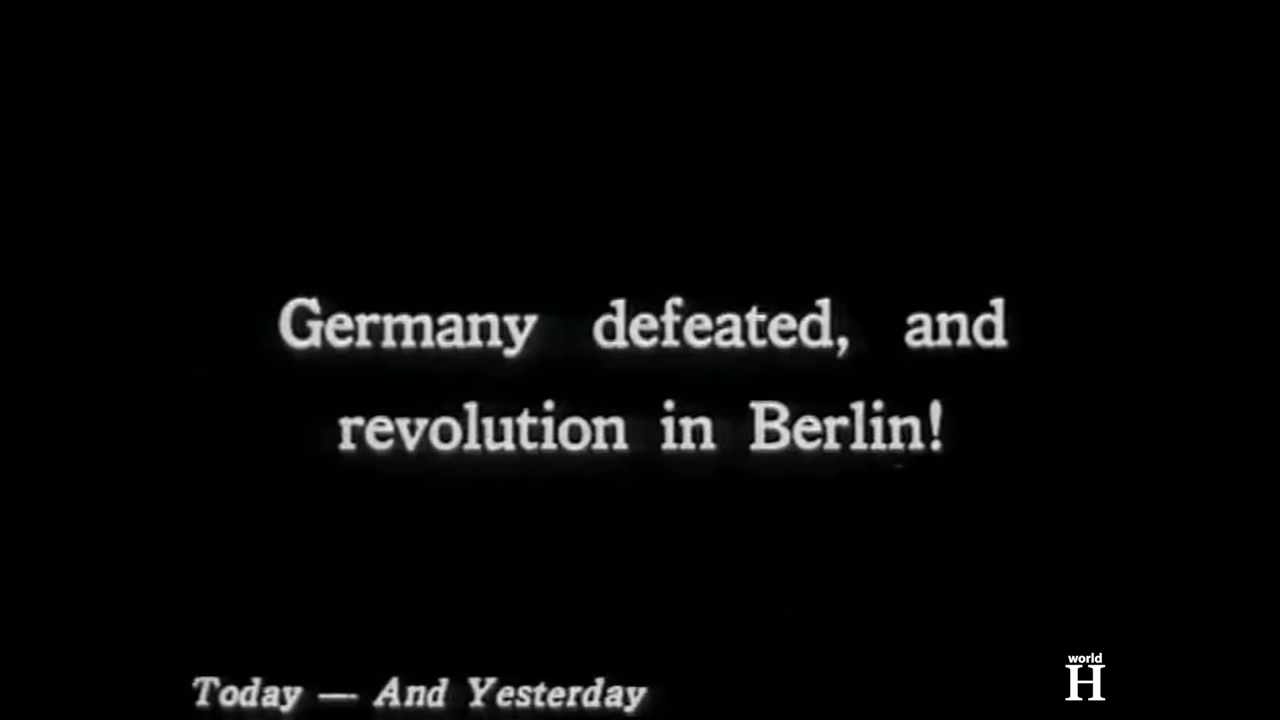 Germany defeated, and
revolution in Berlin!
Today — And Yesterday
world
H